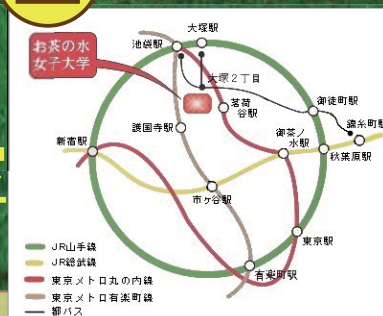 お茶の水
女子大学
池袋駅
大塚駅
大塚２丁目
茗荷
谷駅
御徒町駅
錦糸町駅
護国寺駅
御茶ノ
水駅
秋葉原駅
新宿駅
市ヶ谷駅
東京駅
有楽町駅
JR山手線
JR総武線
東京メトロ丸の内線
東京メトロ有楽町線
都バス